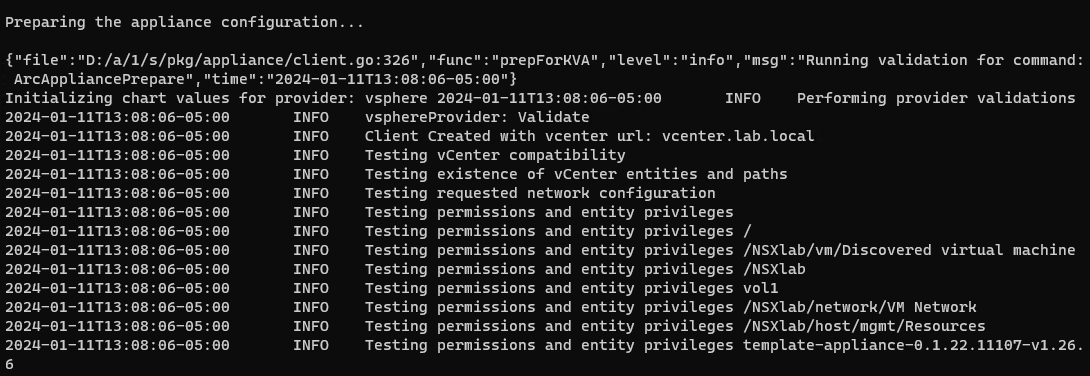 Preparing the appliance configuration...
{"file":"D:/a/1/s/pkg/appliance/client.go:326","func":"prepForKVA","level":"info","msg":"Running validation for command:
 ArcAppliancePrepare","time":"2024-01-11T13:08:06-05:00"}
Initializing chart values for provider: vsphere 2024-01-11T13:08:06-05:00       INFO    Performing provider validations
2024-01-11T13:08:06-05:00       INFO    vsphereProvider: Validate
2024-01-11T13:08:06-05:00       INFO    Client Created with vcenter url: vcenter.lab.local
2024-01-11T13:08:06-05:00       INFO    Testing vCenter compatibility
2024-01-11T13:08:06-05:00       INFO    Testing existence of vCenter entities and paths
2024-01-11T13:08:06-05:00       INFO    Testing requested network configuration
2024-01-11T13:08:06-05:00       INFO    Testing permissions and entity privileges
2024-01-11T13:08:06-05:00       INFO    Testing permissions and entity privileges /
2024-01-11T13:08:06-05:00       INFO    Testing permissions and entity privileges /NSXlab/vm/Discovered virtual machine
2024-01-11T13:08:06-05:00       INFO    Testing permissions and entity privileges /NSXlab
2024-01-11T13:08:06-05:00       INFO    Testing permissions and entity privileges vol1
2024-01-11T13:08:06-05:00       INFO    Testing permissions and entity privileges /NSXlab/network/VM Network
2024-01-11T13:08:06-05:00       INFO    Testing permissions and entity privileges /NSXlab/host/mgmt/Resources
2024-01-11T13:08:06-05:00       INFO    Testing permissions and entity privileges template-appliance-0.1.22.11107-v1.26.
6